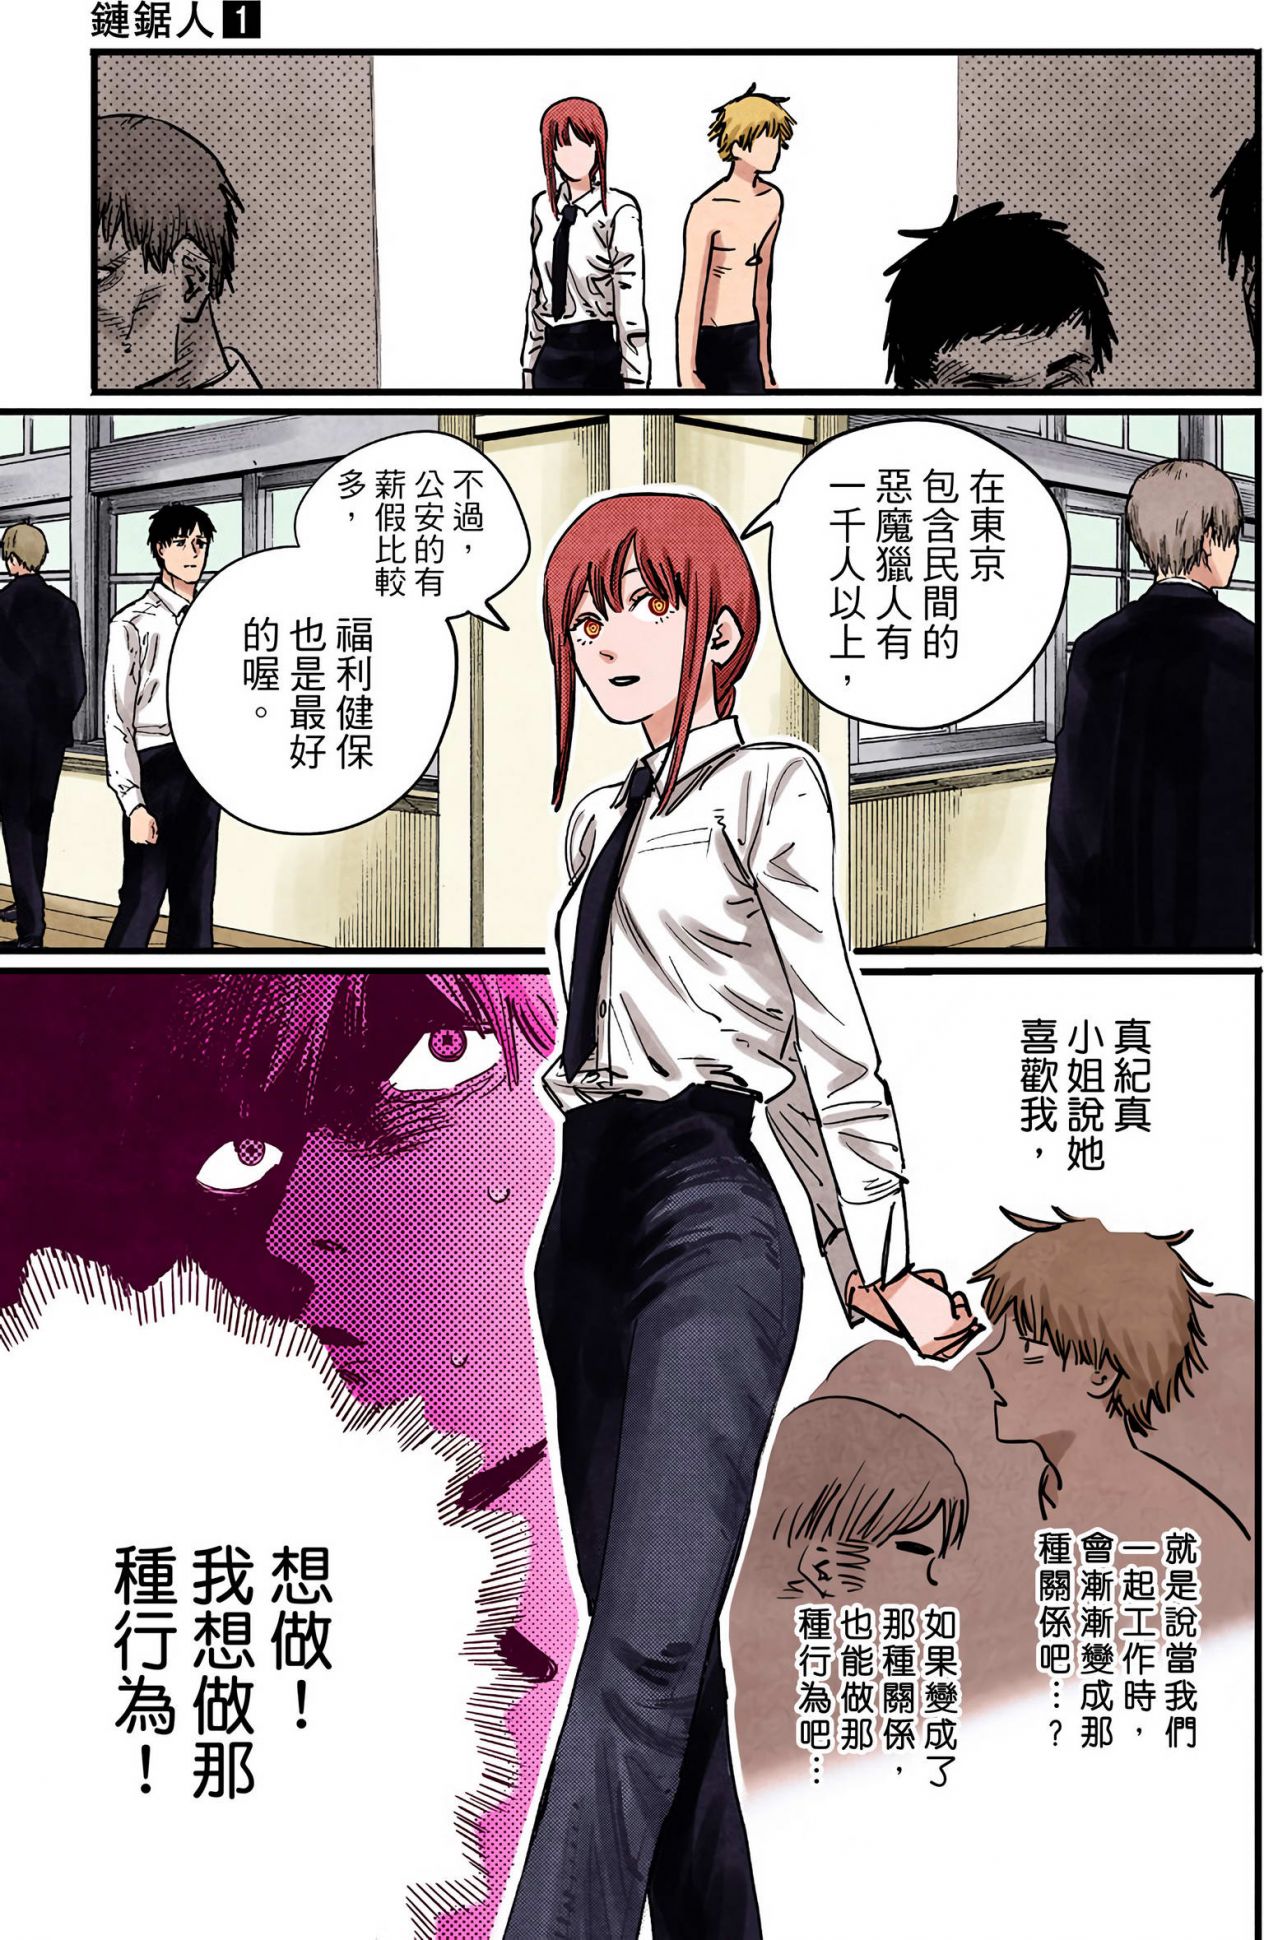 鏈鋸人1
在東京
包含民間的
惡魔獵人有
一千人以上，
不過，
公安的有
薪假比較
多，
福利健保
也是最好
的喔。
真紀真
小姐說她
喜歡我，
就是說當我們
一起工作時，
會漸漸變成那
種關係吧…?
如果變成了
那種關係，
也能做那
種行為吧…
想做！
我想做那
種行為！